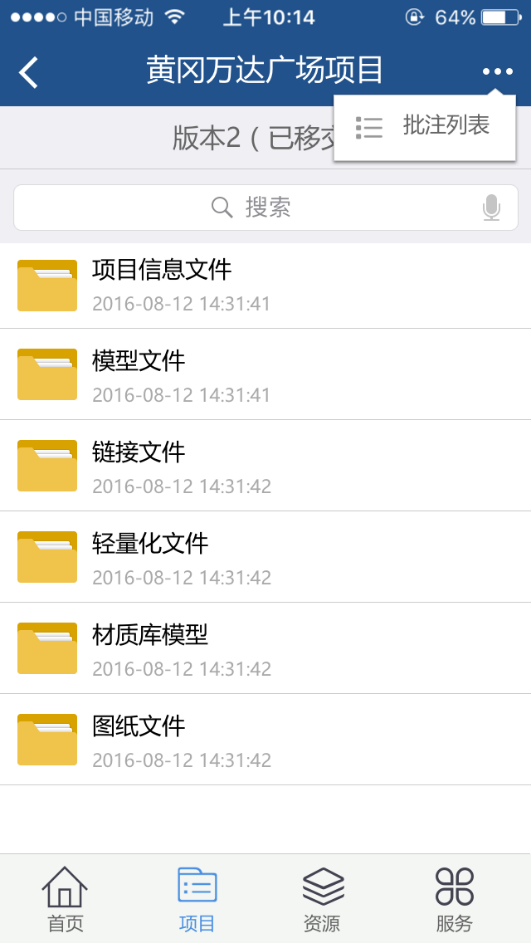 中国移动 上午10:14 64%
黄冈万达广场项目
批注列表
版本2（已移交
搜索
项目信息文件
2016-08-12 14:31:41
模型文件
2016-08-12 14:31:41
链接文件
2016-08-12 14:31:42
轻量化文件
2016-08-12 14:31:42
材质库模型
2016-08-12 14:31:42
图纸文件
2016-08-12 14:31:42
首页 项目 资源 服务